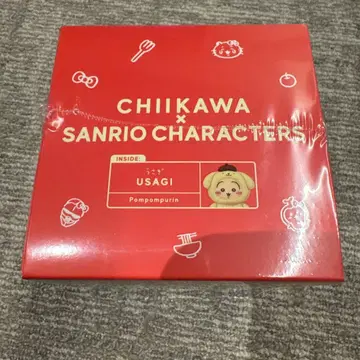 CHIIKAWA
×
SANRIO CHARACTERS
INSIDE:
うさぎ
USAGI
Pompompurin